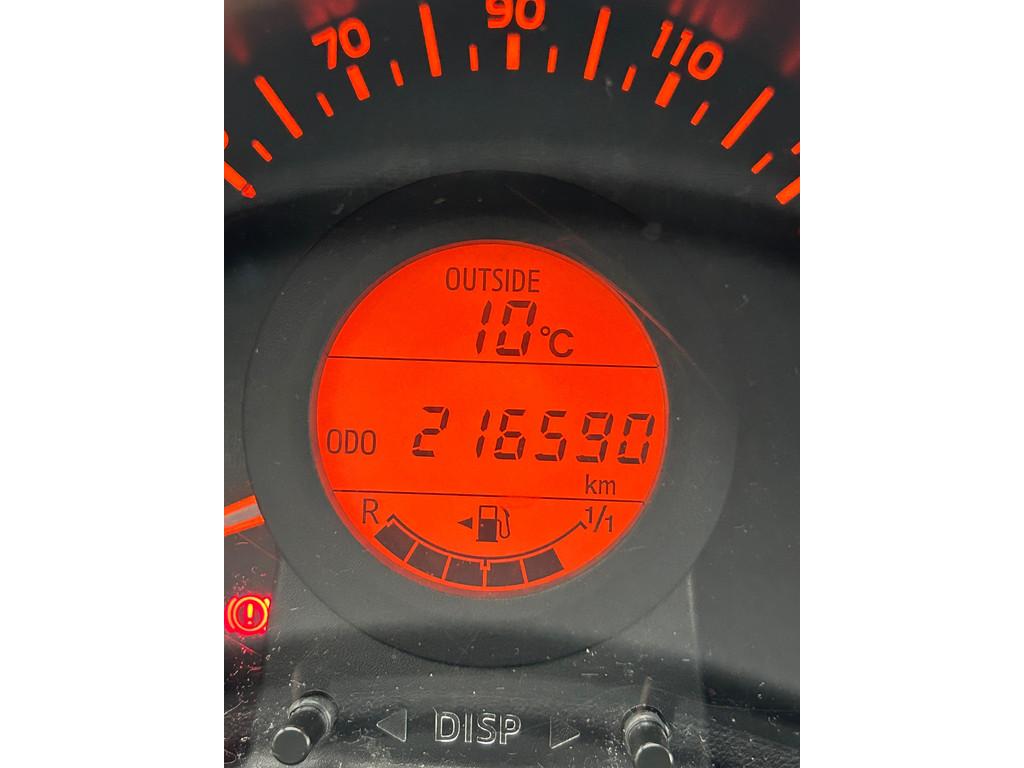 70 90 110
OUTSIDE
10°C
ODO 216590
km
R 1/1
DISP